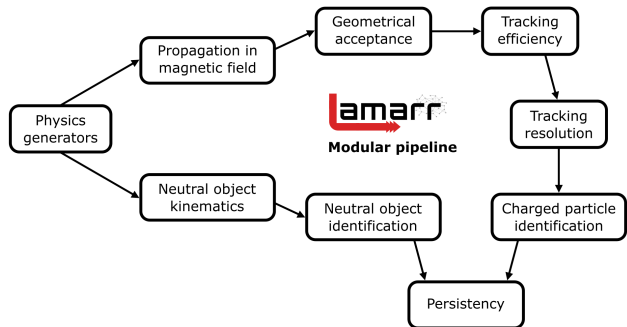 Geometrical
acceptance
Tracking
efficiency
Propagation in
magnetic field
Physics
generators
Lamarr
Modular pipeline
Tracking
resolution
Neutral object
kinematics
Neutral object
identification
Charged particle
identification
Persistency